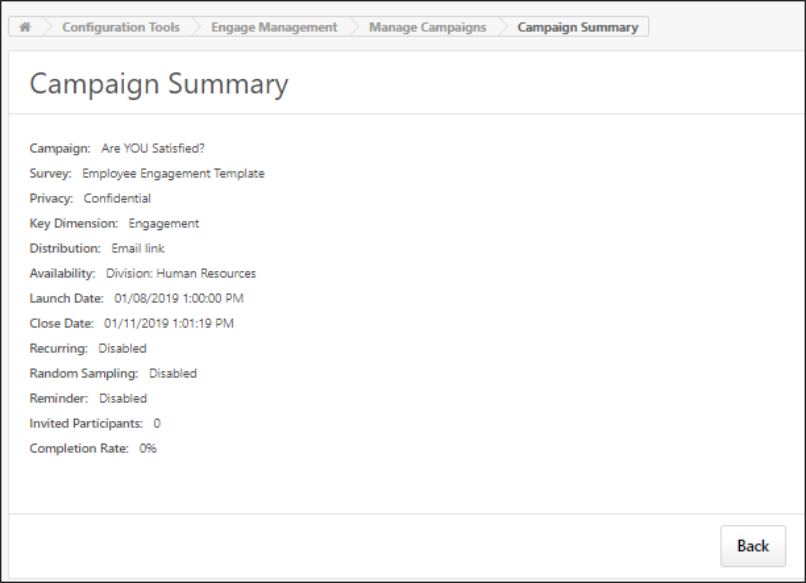 Configuration Tools Engage Management Manage Campaigns Campaign Summary
Campaign Summary
Campaign: Are YOU Satisfied?
Survey: Employee Engagement Template
Privacy: Confidential
Key Dimension: Engagement
Distribution: Email link
Availability: Division: Human Resources
Launch Date: 01/08/2019 1:00:00 PM
Close Date: 01/11/2019 1:01:19 PM
Recurring: Disabled
Random Sampling: Disabled
Reminder: Disabled
Invited Participants: 0
Completion Rate: 0%
Back